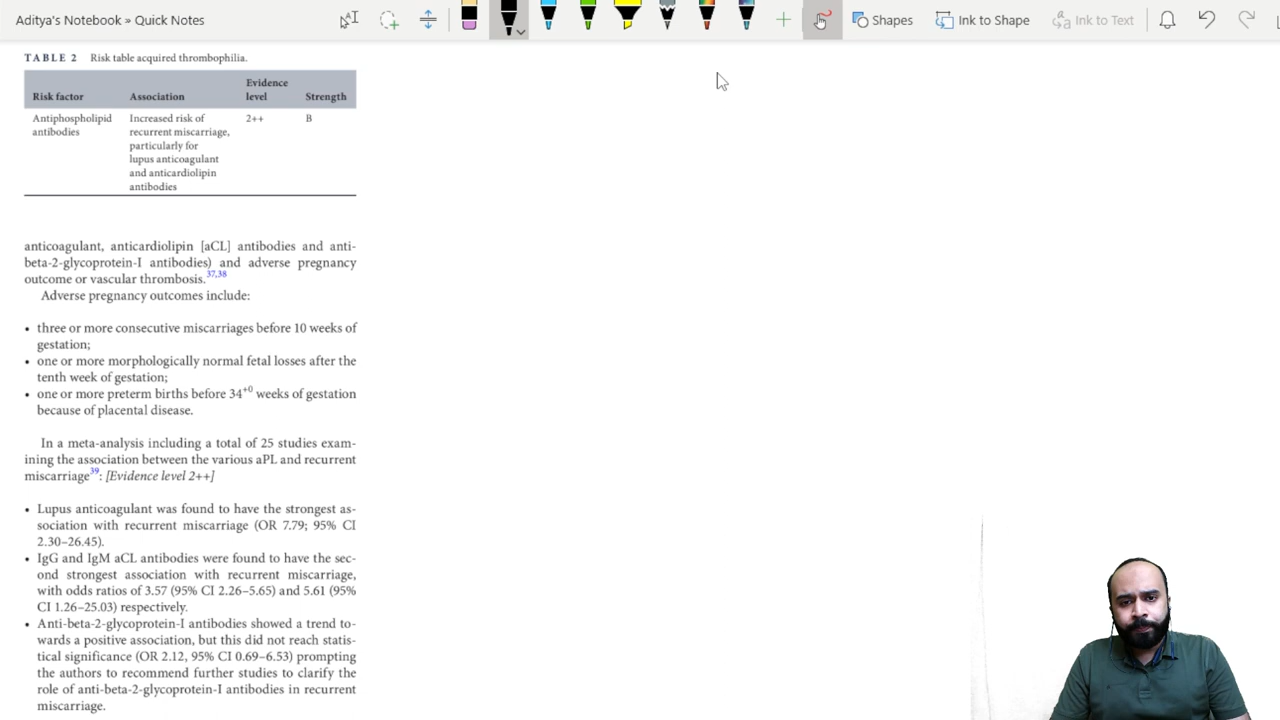 Aditya's Notebook » Quick Notes
Shapes
Ink to Shape
Ink to Text
TABLE 2 Risk table acquired thrombophilia.
Risk factor Association Evidence level Strength
Antiphospholipid antibodies
Increased risk of
recurrent miscarriage,
particularly for
lupus anticoagulant
and anticardiolipin
antibodies
2++
B
anticoagulant, anticardiolipin [aCL] antibodies and anti-
beta-2-glycoprotein-I antibodies) and adverse pregnancy
outcome or vascular thrombosis.37,38
Adverse pregnancy outcomes include:
• three or more consecutive miscarriages before 10 weeks of
gestation;
• one or more morphologically normal fetal losses after the
tenth week of gestation;
• one or more preterm births before 34+0 weeks of gestation
because of placental disease.
In a meta-analysis including a total of 25 studies exam-
ining the association between the various aPL and recurrent
miscarriage39: [Evidence level 2++]
• Lupus anticoagulant was found to have the strongest as-
sociation with recurrent miscarriage (OR 7.79; 95% CI
2.30–26.45).
• IgG and IgM aCL antibodies were found to have the sec-
ond strongest association with recurrent miscarriage,
with odds ratios of 3.57 (95% CI 2.26–5.65) and 5.61 (95%
CI 1.26–25.03) respectively.
• Anti-beta-2-glycoprotein-I antibodies showed a trend to-
wards a positive association, but this did not reach statis-
tical significance (OR 2.12, 95% CI 0.69–6.53) prompting
the authors to recommend further studies to clarify the
role of anti-beta-2-glycoprotein-I antibodies in recurrent
miscarriage.